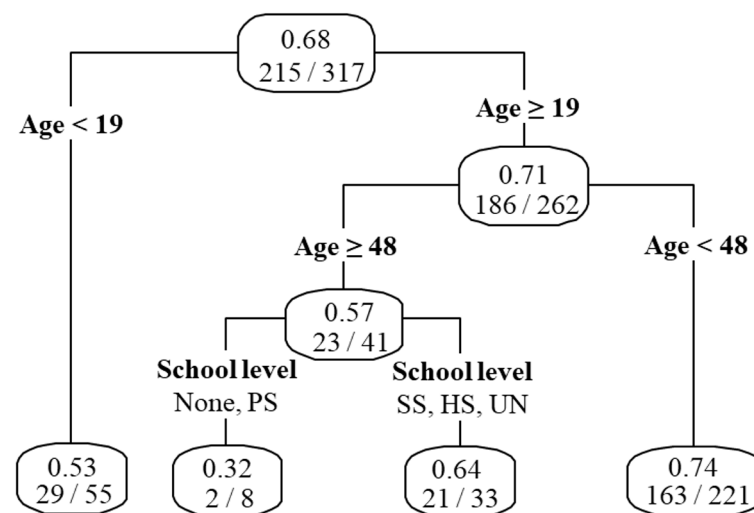 0.68
215 / 317
Age < 19
Age ≥ 19
0.71
186 / 262
Age ≥ 48
Age < 48
0.57
23 / 41
School level
None, PS
School level
SS, HS, UN
0.53
29 / 55
0.32
2 / 8
0.64
21 / 33
0.74
163 / 221